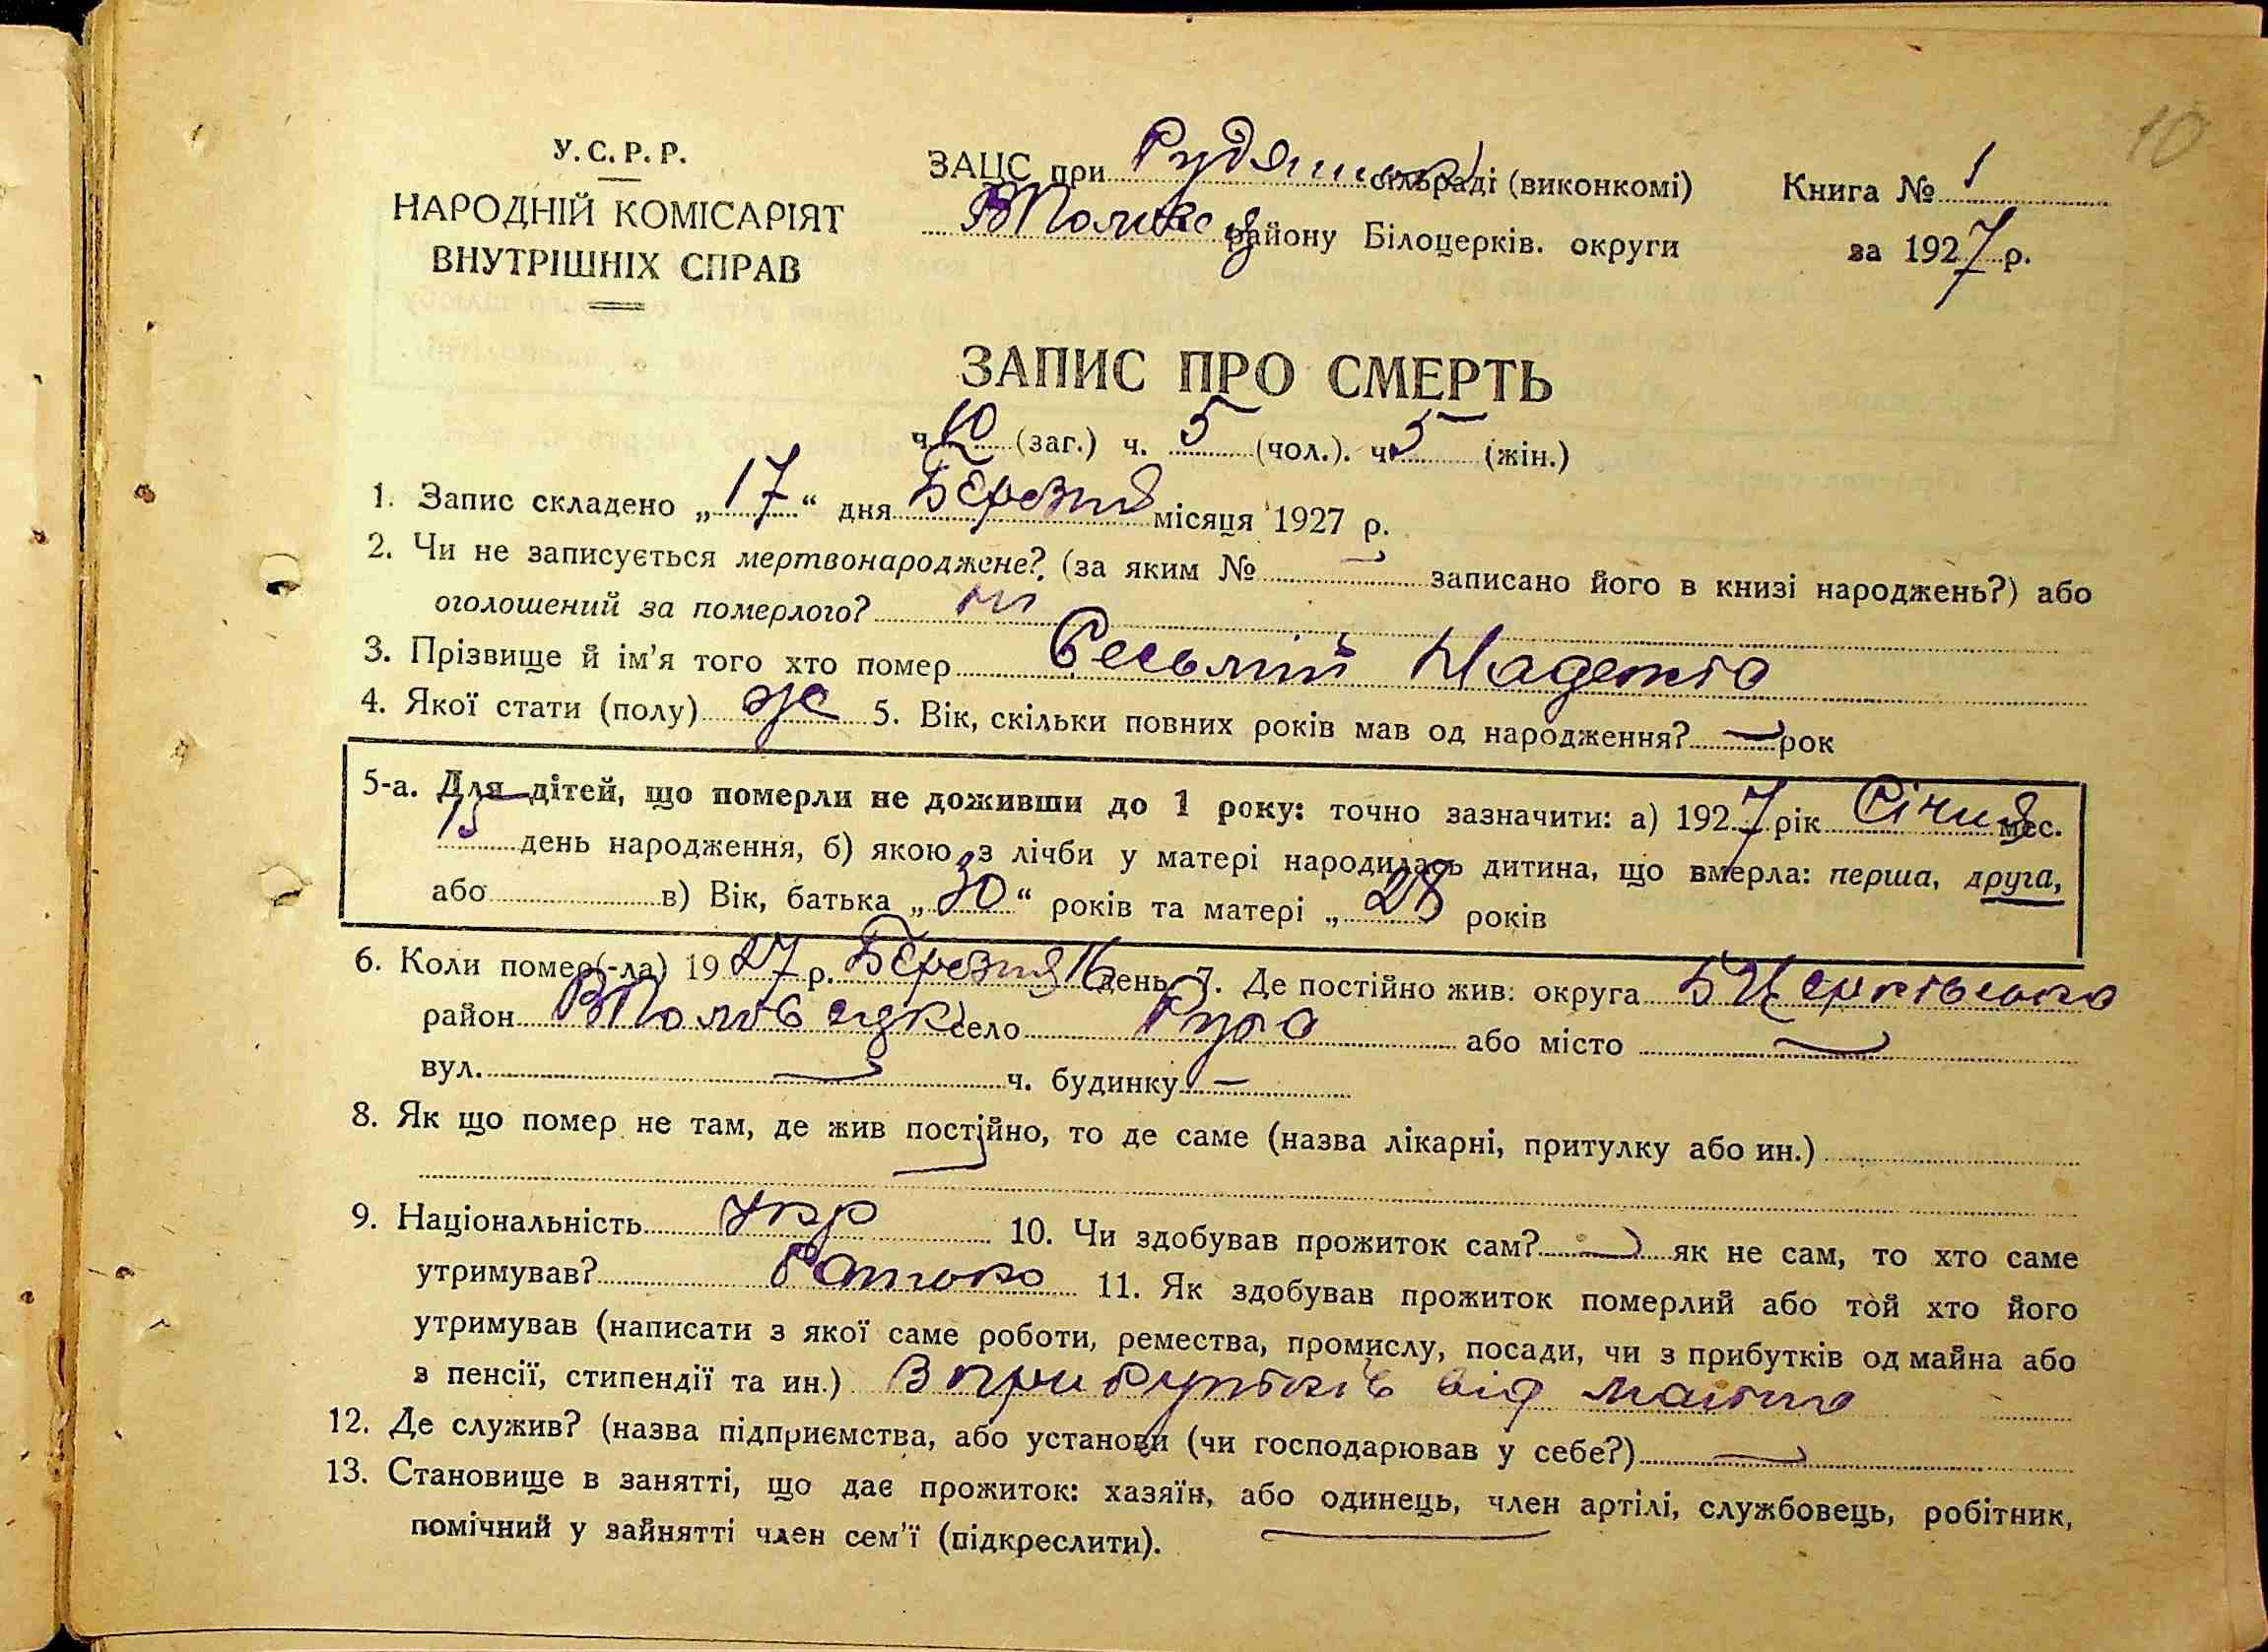 10
У.С.Р.Р.
НАРОДНІЙ КОМІСАРІЯТ
ВНУТРІШНІХ СПРАВ
ЗАЦС при Рудянські сільраді (виконкомі)
району Білоцерків. округи
Книга № 1
за 1927 р.
ЗАПИС ПРО СМЕРТЬ
ч. 10 (заг.) ч. 5 (чол.). ч. 5 (жін.)
1. Запис складено „17“ дня Березня місяця 1927 р.
2. Чи не записується мертвонароджене? (за яким № — записано його в книзі народжень?) або
оголошений за померлого? ні
3. Прізвище й ім'я того хто помер Надежда
4. Якої стати (полу) ж 5. Вік, скільки повних років мав од народження? — рок
5-а. Для дітей, що померли не доживши до 1 року: точно зазначити: а) 1927 рік Січня мес.
15 день народження, б) якою з лічби у матері народилась дитина, що вмерла: перша, друга,
або в) Вік, батька „30“ років та матері „28 років
6. Коли помер(-ла) 1927 р. Березня 16 день 7. Де постійно жив: округа БЦерківська
район село Руда або місто —
вул. — ч. будинку —
8. Як що помер не там, де жив постійно, то де саме (назва лікарні, притулку або ин.)
—
9. Національність Укр 10. Чи здобував прожиток сам? — як не сам, то хто саме
утримував? Батько 11. Як здобував прожиток померлий або той хто його
утримував (написати з якої саме роботи, ремества, промислу, посади, чи з прибутків од майна або
з пенсії, стипендії та ин.) З прибутків від майна
12. Де служив? (назва підприємства, або установи (чи господарював у себе?) —
13. Становище в занятті, що дає прожиток: хазяїн, або одинець, член артілі, службовець, робітник,
помічний у зайнятті член сем'ї (підкреслити).